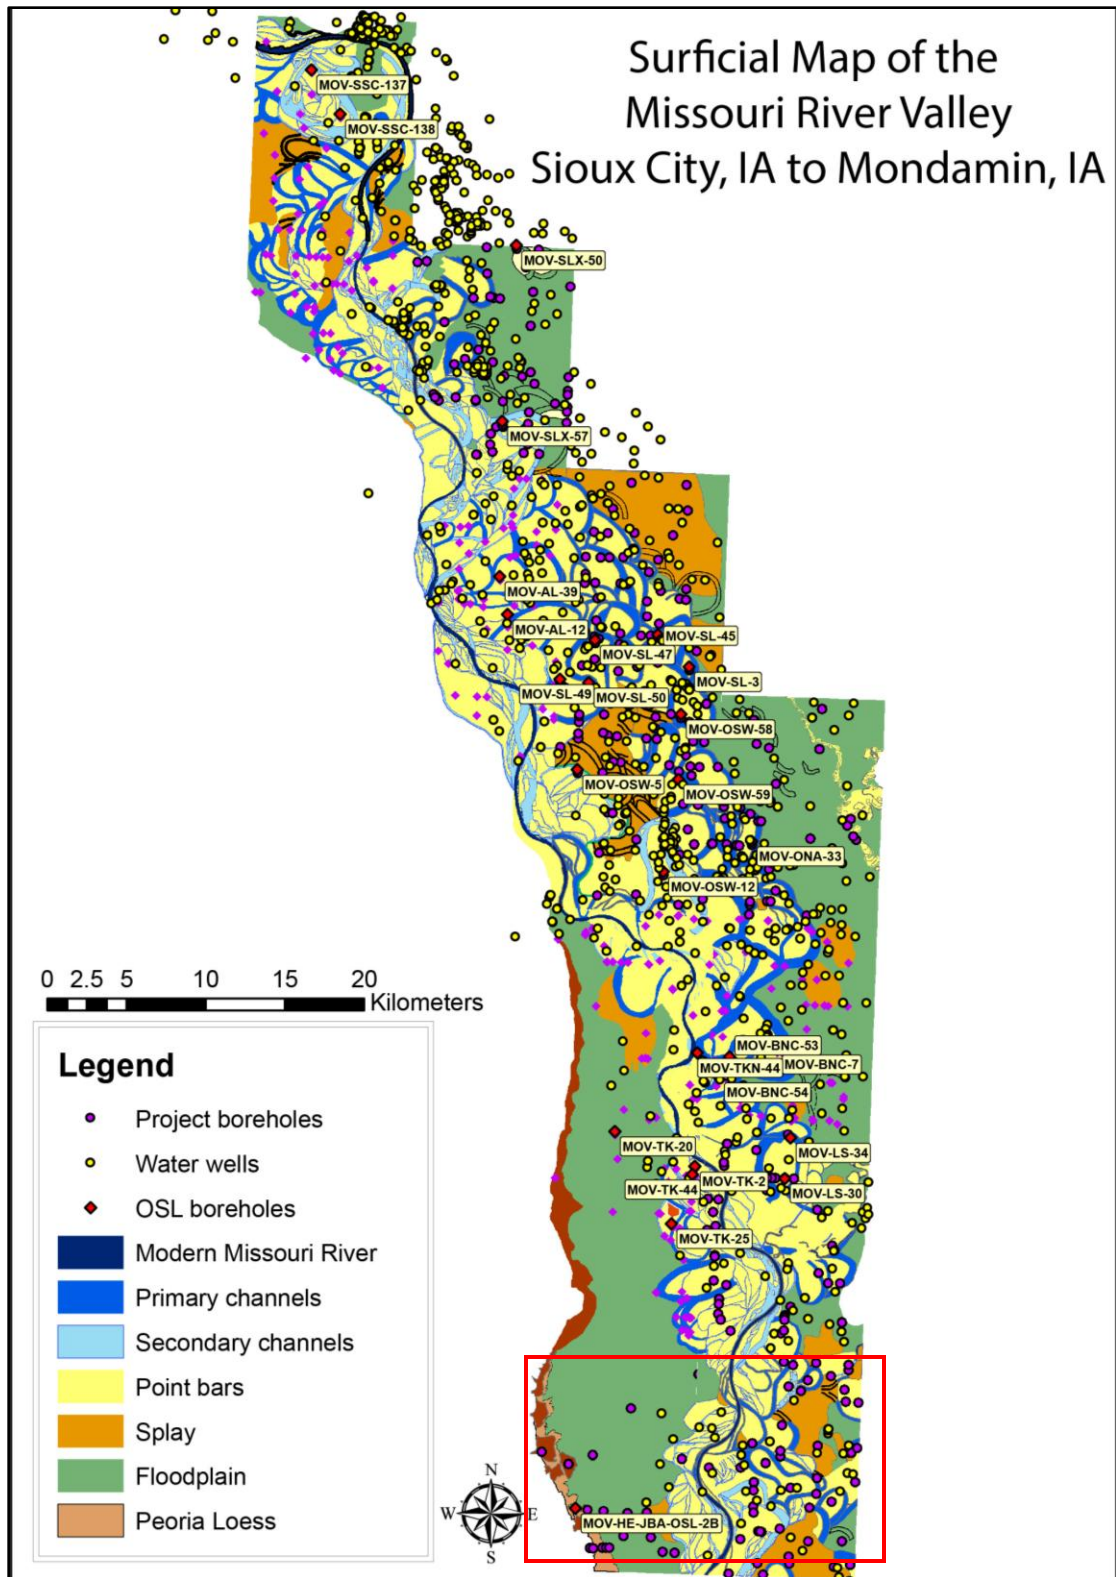 Surficial Map of the
Missouri River Valley
Sioux City, IA to Mondamin, IA
MOV-SSC-137
MOV-SSC-138
MOV-SLX-50
MOV-SLX-57
MOV-AL-39
MOV-AL-12
MOV-SL-45
MOV-SL-47
MOV-SL-3
MOV-SL-49
MOV-SL-50
MOV-OSW-58
MOV-OSW-5
MOV-OSW-59
MOV-ONA-33
MOV-OSW-12
0 2.5 5 10 15 20
Kilometers
MOV-BNC-53
MOV-TKN-44
MOV-BNC-7
MOV-BNC-54
MOV-TK-20
MOV-LS-34
MOV-TK-44
MOV-TK-2
MOV-LS-30
MOV-TK-25
MOV-HE-JBA-OSL-2B
Legend
Project boreholes
Water wells
OSL boreholes
Modern Missouri River
Primary channels
Secondary channels
Point bars
Splay
Floodplain
Peoria Loess
N
W E
S